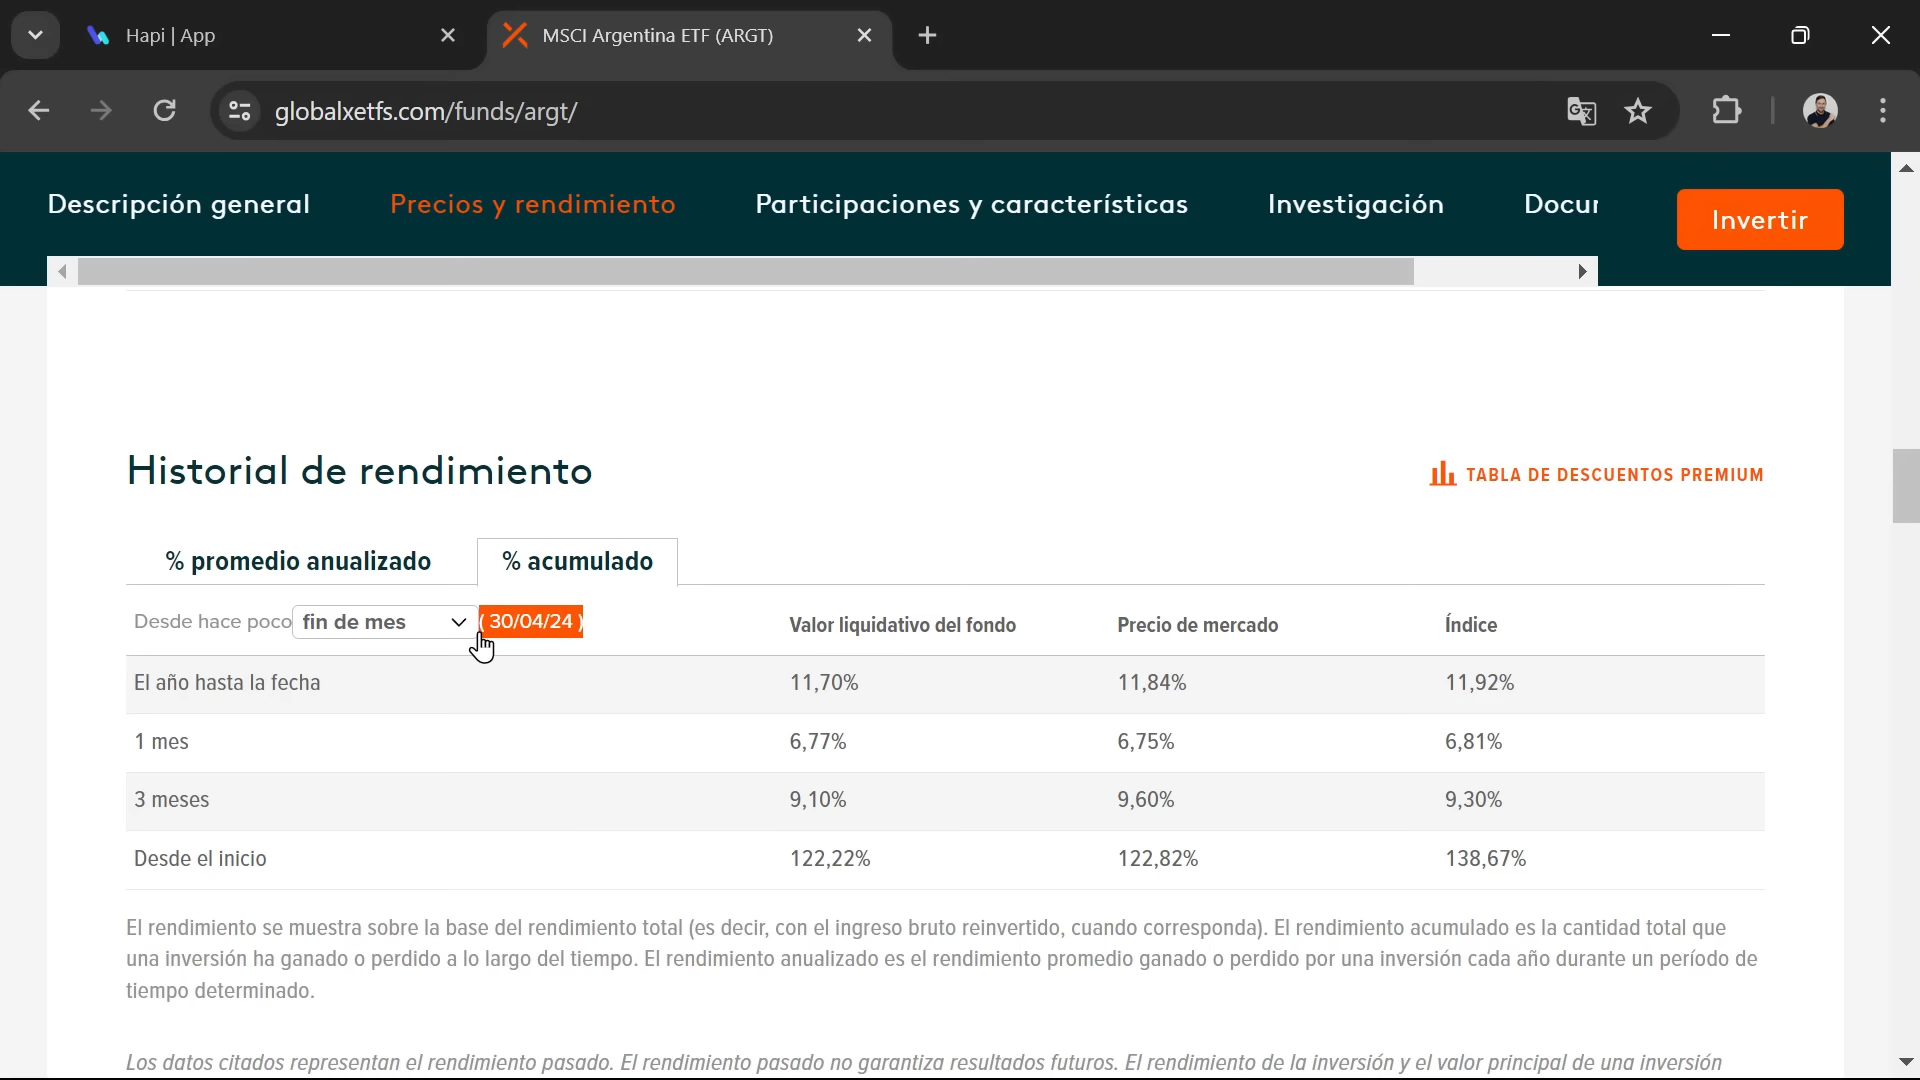 Hapi | App
MSCI Argentina ETF (ARGT)
globalxetfs.com/funds/argt/
Descripción general
Precios y rendimiento
Participaciones y características
Investigación
Docur
Invertir
Historial de rendimiento
TABLA DE DESCUENTOS PREMIUM
% promedio anualizado
% acumulado
Desde hace poco fin de mes ( 30/04/24 ) Valor liquidativo del fondo Precio de mercado Índice
El año hasta la fecha 11,70% 11,84% 11,92%
1 mes 6,77% 6,75% 6,81%
3 meses 9,10% 9,60% 9,30%
Desde el inicio 122,22% 122,82% 138,67%
El rendimiento se muestra sobre la base del rendimiento total (es decir, con el ingreso bruto reinvertido, cuando corresponda). El rendimiento acumulado es la cantidad total que
una inversión ha ganado o perdido a lo largo del tiempo. El rendimiento anualizado es el rendimiento promedio ganado o perdido por una inversión cada año durante un período de
tiempo determinado.
Los datos citados representan el rendimiento pasado. El rendimiento pasado no garantiza resultados futuros. El rendimiento de la inversión y el valor principal de una inversión